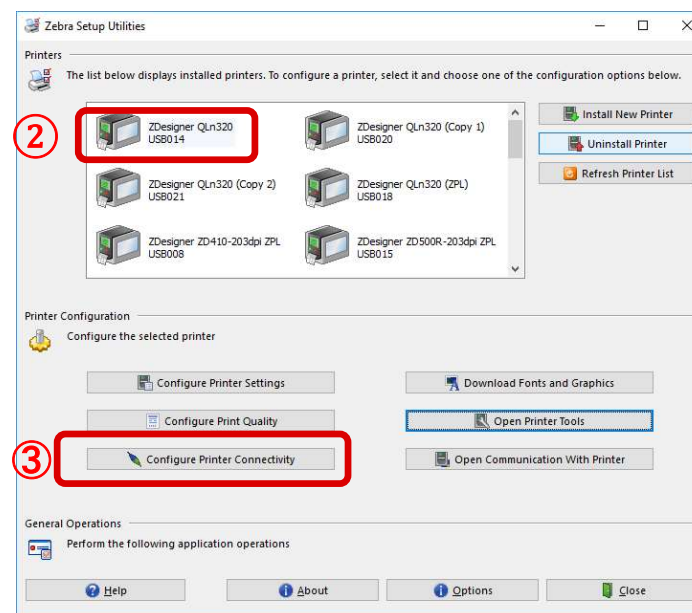 Zebra Setup Utilities
Printers
The list below displays installed printers. To configure a printer, select it and choose one of the configuration options below.
②
ZDesigner QLn320
USB014
ZDesigner QLn320 (Copy 1)
USB020
ZDesigner QLn320 (Copy 2)
USB021
ZDesigner QLn320 (ZPL)
USB018
ZDesigner ZD410-203dpi ZPL
USB008
ZDesigner ZD500R-203dpi ZPL
USB015
Install New Printer
Uninstall Printer
Refresh Printer List
Printer Configuration
Configure the selected printer
Configure Printer Settings
Download Fonts and Graphics
Configure Print Quality
Open Printer Tools
③
Configure Printer Connectivity
Open Communication With Printer
General Operations
Perform the following application operations
Help
About
Options
Close